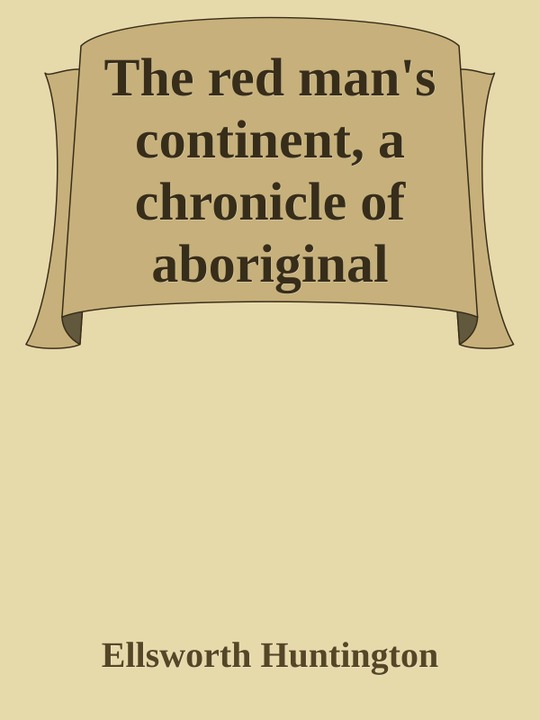 The red man's
continent, a
chronicle of
aboriginal
Ellsworth Huntington